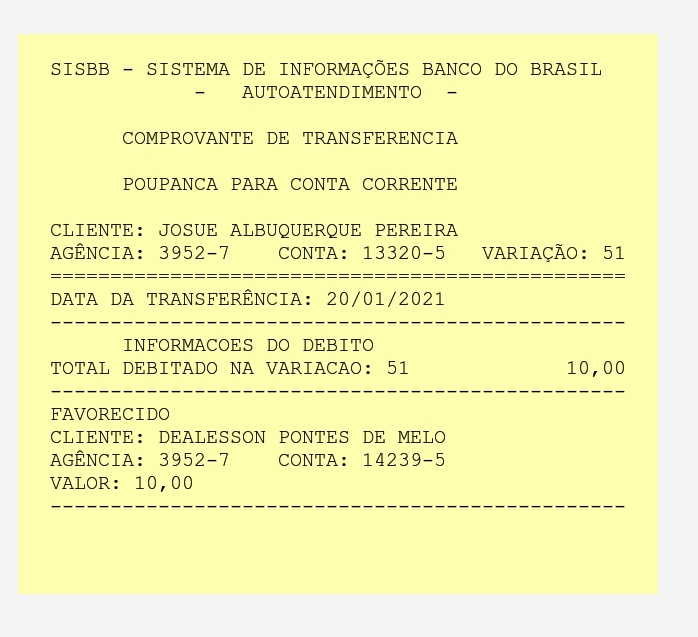 SISBB - SISTEMA DE INFORMAÇÕES BANCO DO BRASIL
- AUTOATENDIMENTO -
COMPROVANTE DE TRANSFERENCIA
POUPANCA PARA CONTA CORRENTE
CLIENTE: JOSUE ALBUQUERQUE PEREIRA
AGÊNCIA: 3952-7 CONTA: 13320-5 VARIAÇÃO: 51
================================================
DATA DA TRANSFERÊNCIA: 20/01/2021
------------------------------------------------
INFORMACOES DO DEBITO
TOTAL DEBITADO NA VARIACAO: 51 10,00
------------------------------------------------
FAVORECIDO
CLIENTE: DEALESSON PONTES DE MELO
AGÊNCIA: 3952-7 CONTA: 14239-5
VALOR: 10,00
------------------------------------------------